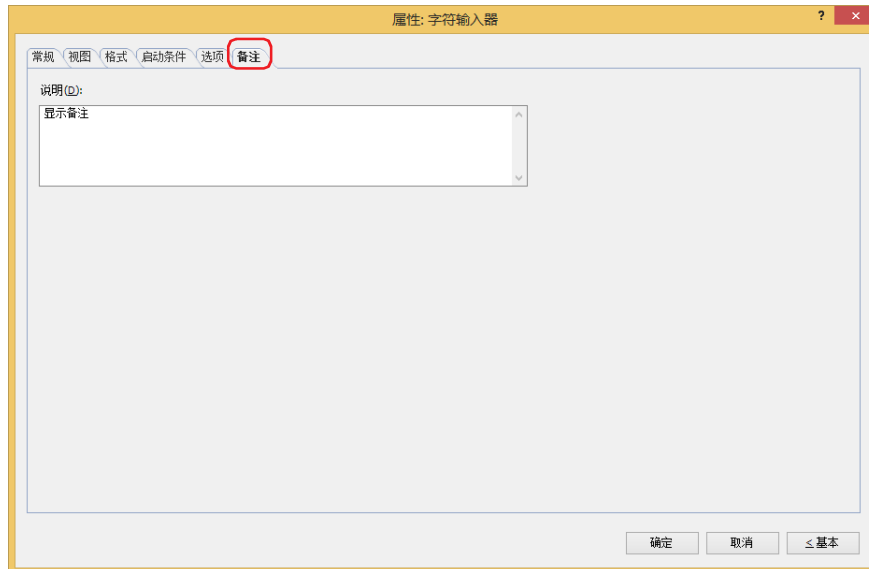 属性: 字符输入器
? ×
常规 视图 格式 启动条件 选项 备注
说明(D):
显示备注
确定 取消 ≤基本